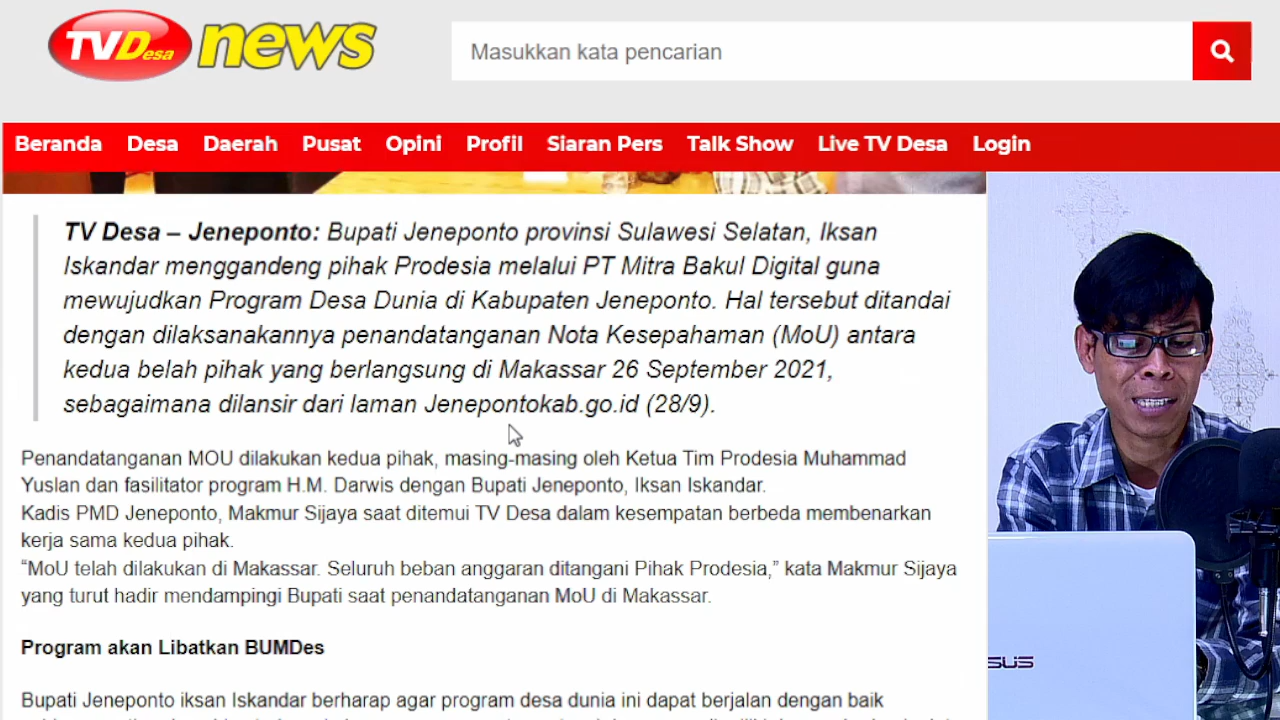 TVDesa news
Masukkan kata pencarian
Beranda Desa Daerah Pusat Opini Profil Siaran Pers Talk Show Live TV Desa Login
TV Desa – Jeneponto: Bupati Jeneponto provinsi Sulawesi Selatan, Iksan
Iskandar menggandeng pihak Prodesia melalui PT Mitra Bakul Digital guna
mewujudkan Program Desa Dunia di Kabupaten Jeneponto. Hal tersebut ditandai
dengan dilaksanakannya penandatanganan Nota Kesepahaman (MoU) antara
kedua belah pihak yang berlangsung di Makassar 26 September 2021,
sebagaimana dilansir dari laman Jenepontokab.go.id (28/9).
Penandatanganan MOU dilakukan kedua pihak, masing-masing oleh Ketua Tim Prodesia Muhammad
Yuslan dan fasilitator program H.M. Darwis dengan Bupati Jeneponto, Iksan Iskandar.
Kadis PMD Jeneponto, Makmur Sijaya saat ditemui TV Desa dalam kesempatan berbeda membenarkan
kerja sama kedua pihak.
“MoU telah dilakukan di Makassar. Seluruh beban anggaran ditangani Pihak Prodesia,” kata Makmur Sijaya
yang turut hadir mendampingi Bupati saat penandatanganan MoU di Makassar.
Program akan Libatkan BUMDes
Bupati Jeneponto iksan Iskandar berharap agar program desa dunia ini dapat berjalan dengan baik